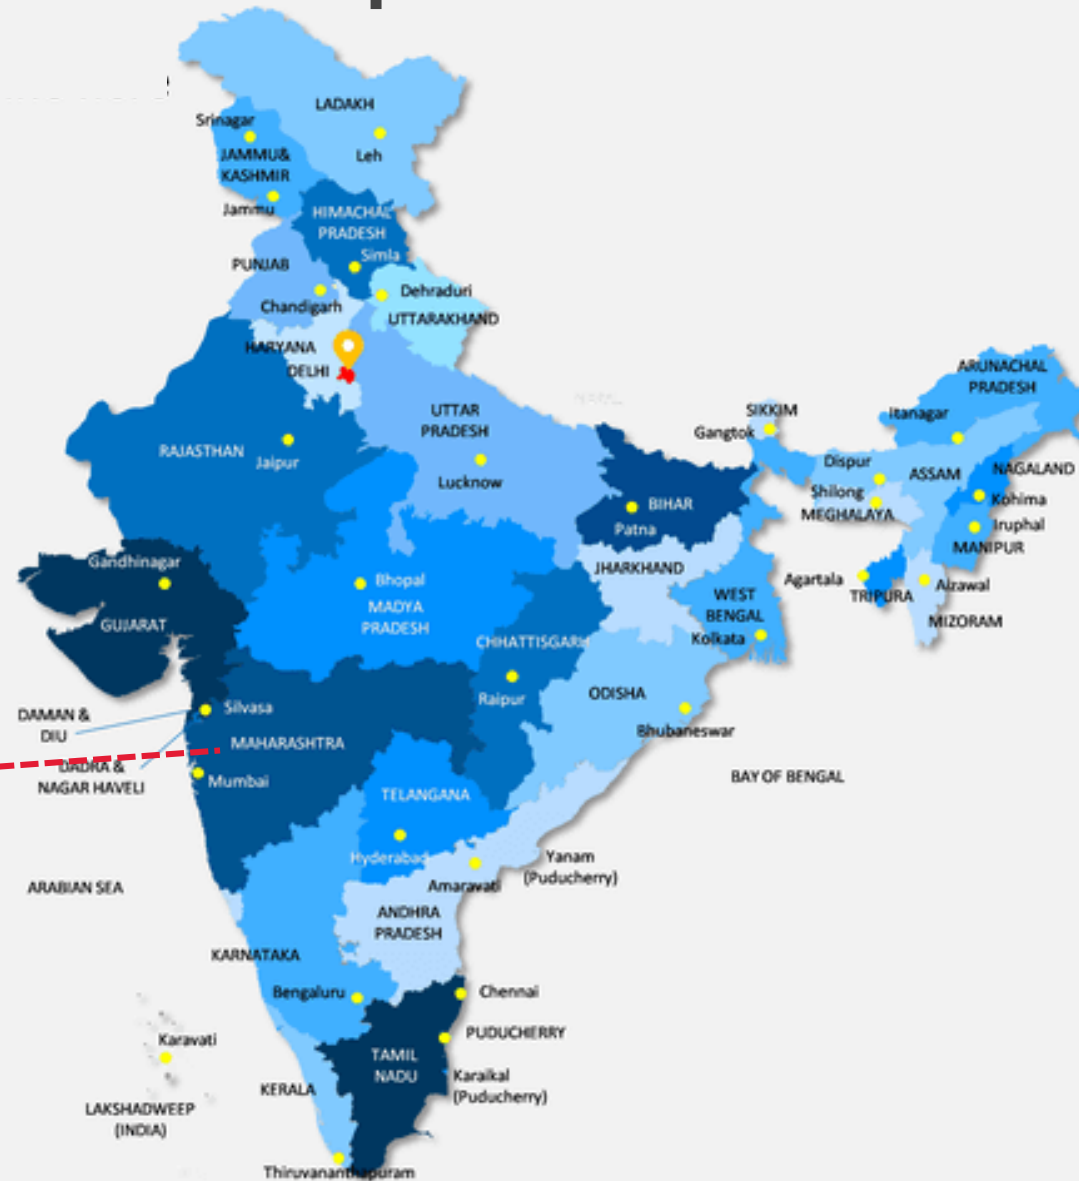 LADAKH
Srinagar
Leh
JAMMU&
KASHMIR
Jammu
HIMACHAL
PRADESH
Simla
PUNJAB
Chandigarh
Dehraduri
UTTARAKHAND
HARYANA
DELHI
UTTAR
PRADESH
Lucknow
RAJASTHAN
Jaipur
SIKKIM
Gangtok
ARUNACHAL
PRADESH
Itanagar
Dispur
ASSAM
NAGALAND
Shilong
Kohima
MEGHALAYA
Iruphal
MANIPUR
BIHAR
Patna
JHARKHAND
Agartala
TRIPURA
Aizawal
MIZORAM
WEST
BENGAL
Kolkata
Gandhinagar
GUJARAT
Bhopal
MADYA
PRADESH
CHHATTISGARH
Raipur
ODISHA
Bhubaneswar
DAMAN &
DIU
Silvasa
MAHARASHTRA
DADRA &
NAGAR HAVELI
Mumbai
BAY OF BENGAL
TELANGANA
Hyderabad
Yanam
(Puducherry)
Amaravati
ARABIAN SEA
ANDHRA
PRADESH
KARNATAKA
Bengaluru
Chennai
PUDUCHERRY
Karavati
TAMIL
NADU
Karaikal
(Puducherry)
KERALA
LAKSHADWEEP
(INDIA)
Thiruvananthapuram